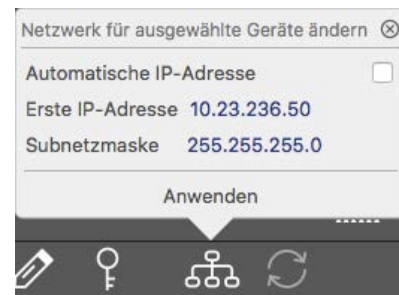 Netzwerk für ausgewählte Geräte ändern
Automatische IP-Adresse
Erste IP-Adresse 10.23.236.50
Subnetzmaske 255.255.255.0
Anwenden